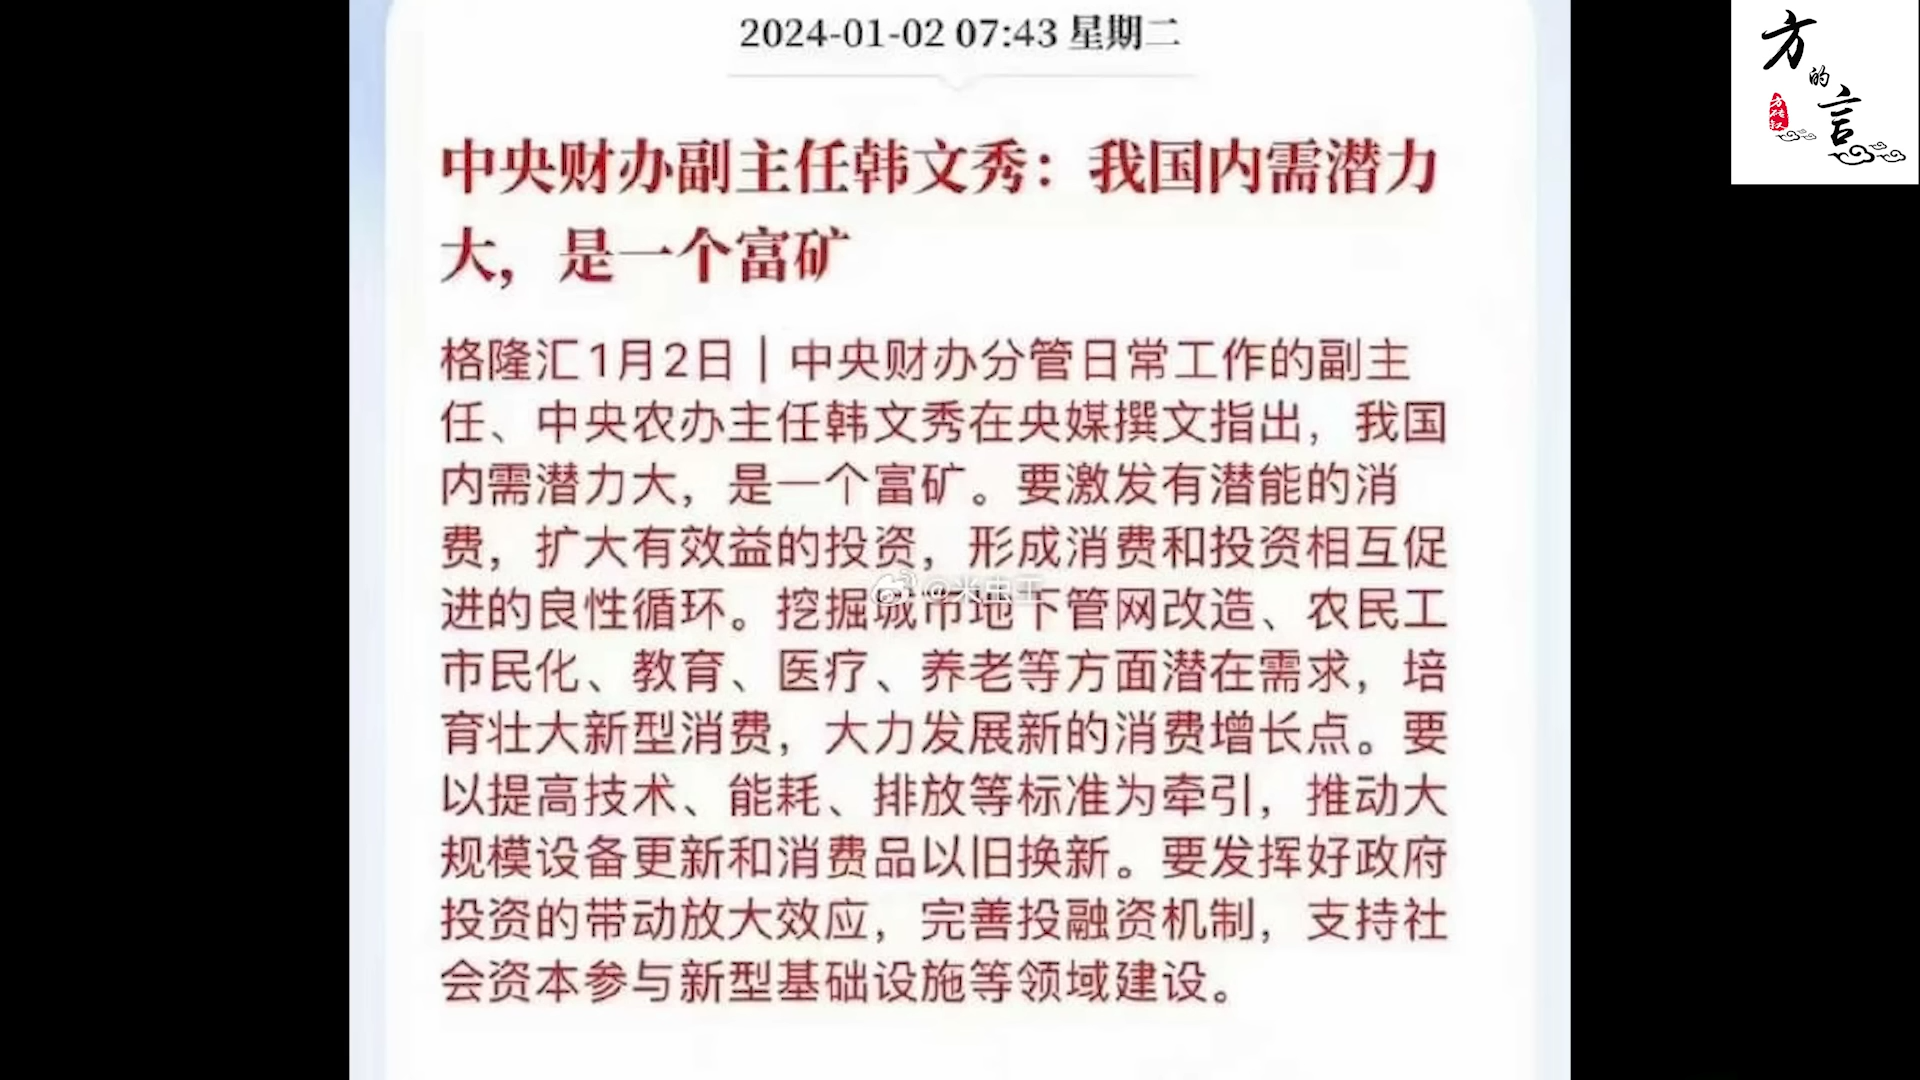 2024-01-02 07:43 星期二
方
的
言
方砖叙
中央财办副主任韩文秀：我国内需潜力
大，是一个富矿
格隆汇1月2日｜中央财办分管日常工作的副主
任、中央农办主任韩文秀在央媒撰文指出，我国
内需潜力大，是一个富矿。要激发有潜能的消
费，扩大有效益的投资，形成消费和投资相互促
进的良性循环。挖掘城市地下管网改造、农民工
市民化、教育、医疗、养老等方面潜在需求，培
育壮大新型消费，大力发展新的消费增长点。要
以提高技术、能耗、排放等标准为牵引，推动大
规模设备更新和消费品以旧换新。要发挥好政府
投资的带动放大效应，完善投融资机制，支持社
会资本参与新型基础设施等领域建设。